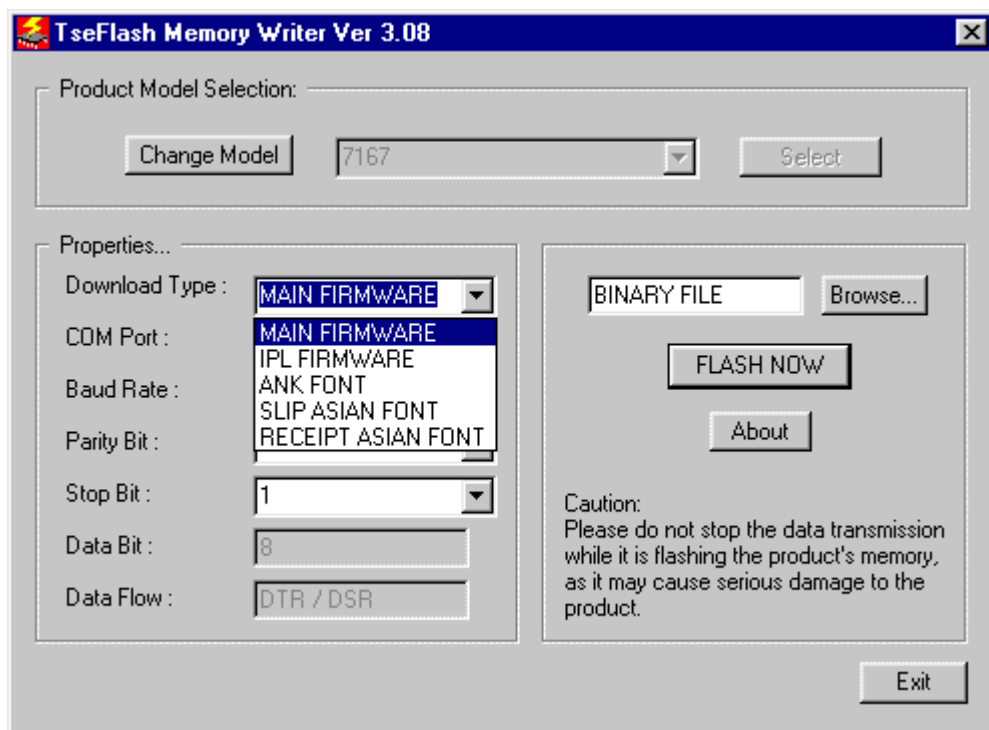 TseFlash Memory Writer Ver 3.08
Product Model Selection:
Change Model
7167
Select
Properties...
Download Type :
MAIN FIRMWARE
MAIN FIRMWARE
IPL FIRMWARE
ANK FONT
SLIP ASIAN FONT
RECEIPT ASIAN FONT
COM Port :
Baud Rate :
Parity Bit :
Stop Bit :
1
Data Bit :
8
Data Flow :
DTR / DSR
BINARY FILE
Browse...
FLASH NOW
About
Caution:
Please do not stop the data transmission
while it is flashing the product's memory,
as it may cause serious damage to the
product.
Exit